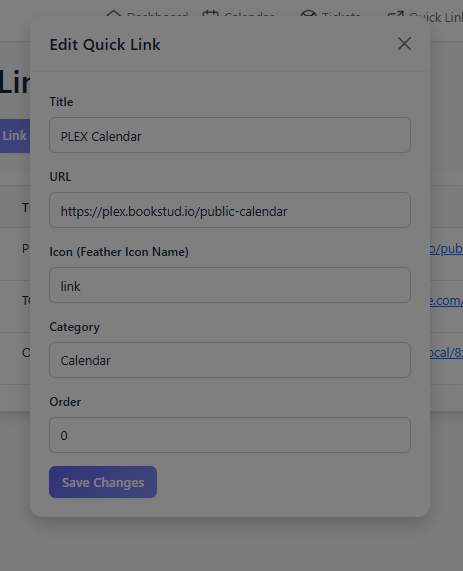 Dashboard Calendar Tickets Quick Lin
Edit Quick Link
Lin
Title
Link
PLEX Calendar
URL
https://plex.bookstud.io/public-calendar
Icon (Feather Icon Name)
o/pub
link
e.com/
Category
ocal/8
Calendar
Order
0
Save Changes